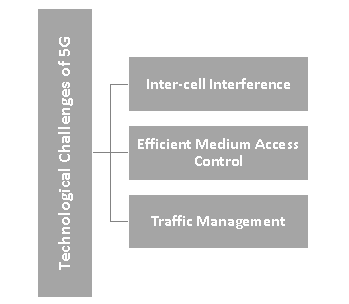 Technological Challenges of 5G
Inter-cell Interference
Efficient Medium Access
Control
Traffic Management